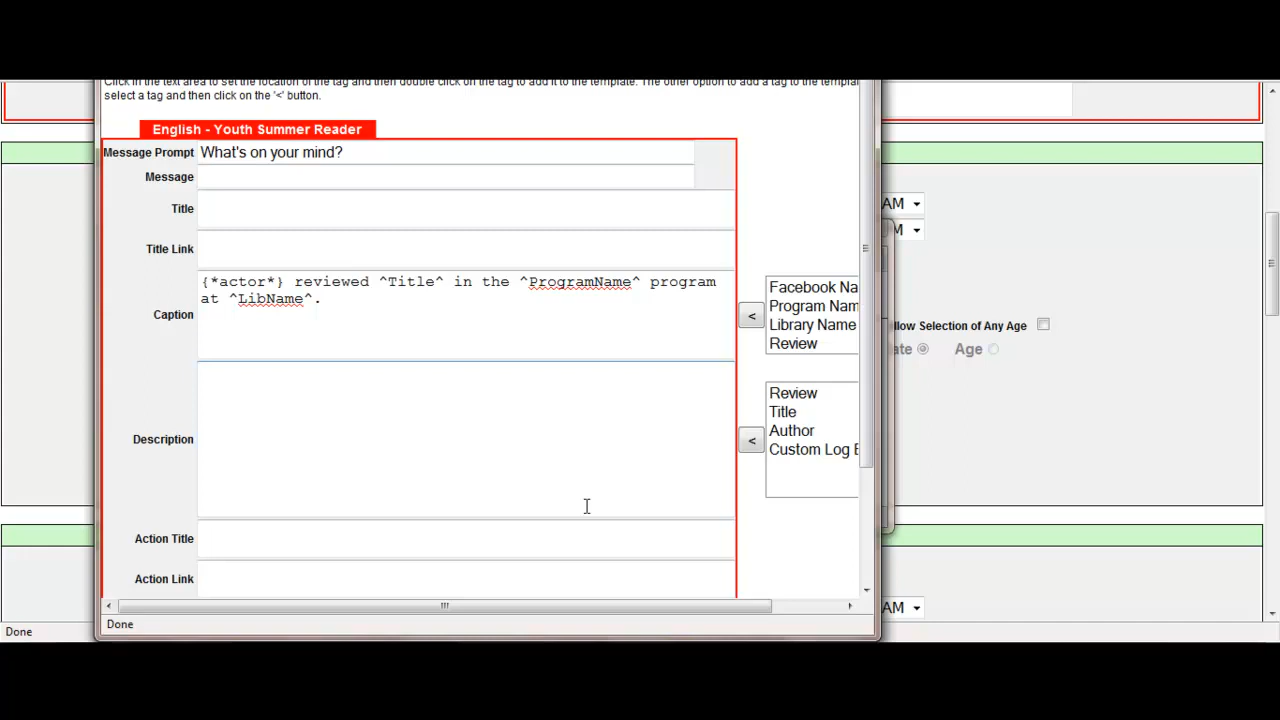 Click in the text area to set the location of the tag and then double click on the tag to add it to the template. The other option to add a tag to the templa
select a tag and then click on the '<' button.
English - Youth Summer Reader
Message Prompt What's on your mind?
Message
Title
Title Link
Caption
{*actor*} reviewed ^Title^ in the ^ProgramName^ program
at ^LibName^.
<
Facebook Na
Program Nam
Library Name
Review
Description
<
Review
Title
Author
Custom Log E
Action Title
Action Link
Done
AM
M
llow Selection of Any Age
ate
Age
AM
Done